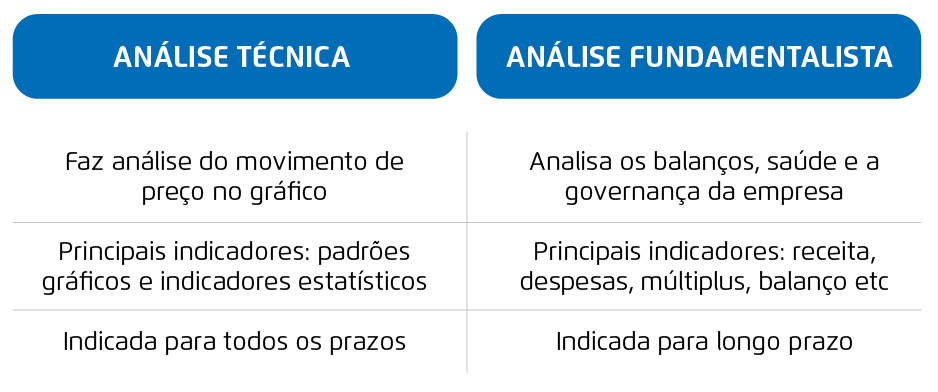 ANÁLISE TÉCNICA
ANÁLISE FUNDAMENTALISTA
Faz análise do movimento de
preço no gráfico
Analisa os balanços, saúde e a
governança da empresa
Principais indicadores: padrões
gráficos e indicadores estatísticos
Principais indicadores: receita,
despesas, múltiplus, balanço etc
Indicada para todos os prazos
Indicada para longo prazo